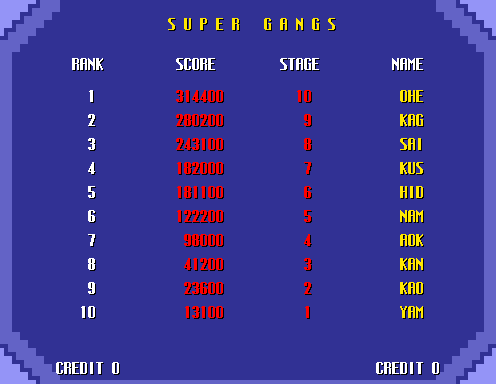 SUPER GANGS
RANK SCORE STAGE NAME
1 314400 10 OHE
2 280200 9 KAG
3 243100 8 SAI
4 182000 7 KUS
5 181100 6 HID
6 122200 5 NAM
7 98000 4 AOK
8 41200 3 KAN
9 23600 2 KAO
10 13100 1 YAM
CREDIT 0 CREDIT 0